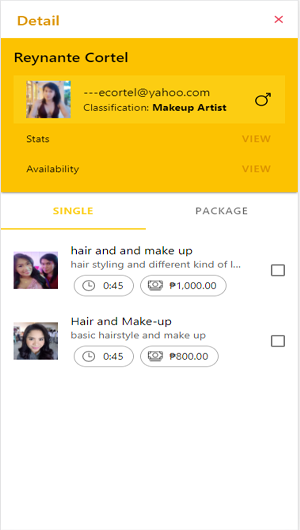 Detail
Reynante Cortel
---ecortel@yahoo.com
Classification: Makeup Artist
Stats VIEW
Availability VIEW
SINGLE PACKAGE
hair and and make up
hair styling and different kind of l...
0:45 ₱1,000.00
Hair and Make-up
basic hairstyle and make up
0:45 ₱800.00